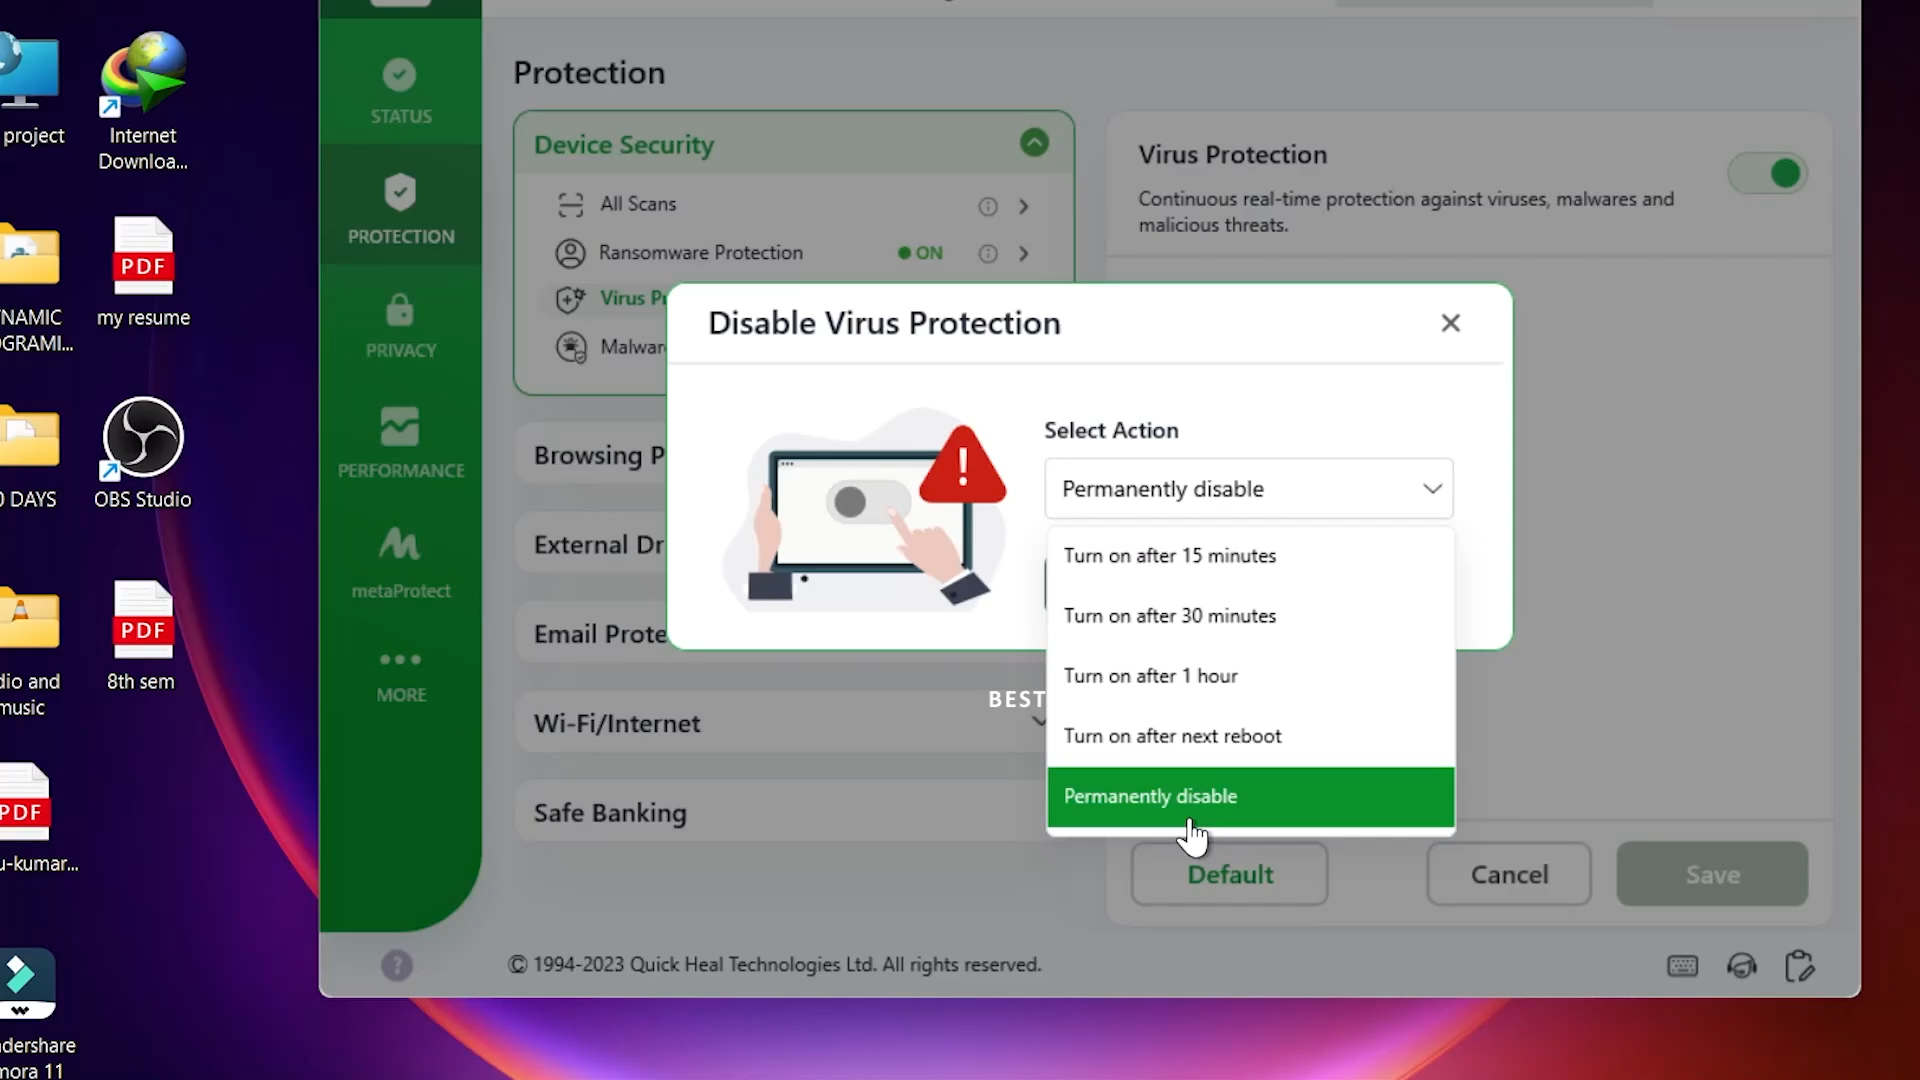 project
Internet
Downloa...
NAMIC
OGRAMI...
my resume
0 DAYS
OBS Studio
dio and
music
8th sem
PDF
PDF
PDF
u-kumar...
dershare
mora 11
STATUS
PROTECTION
PRIVACY
PERFORMANCE
metaProtect
MORE
Protection
Device Security
All Scans
Ransomware Protection
ON
Virus Pr
Malwar
Browsing P
External Dr
Email Prote
Wi-Fi/Internet
Safe Banking
BEST
Virus Protection
Continuous real-time protection against viruses, malwares and
malicious threats.
Disable Virus Protection
Select Action
Permanently disable
Turn on after 15 minutes
Turn on after 30 minutes
Turn on after 1 hour
Turn on after next reboot
Permanently disable
Default
Cancel
Save
© 1994-2023 Quick Heal Technologies Ltd. All rights reserved.